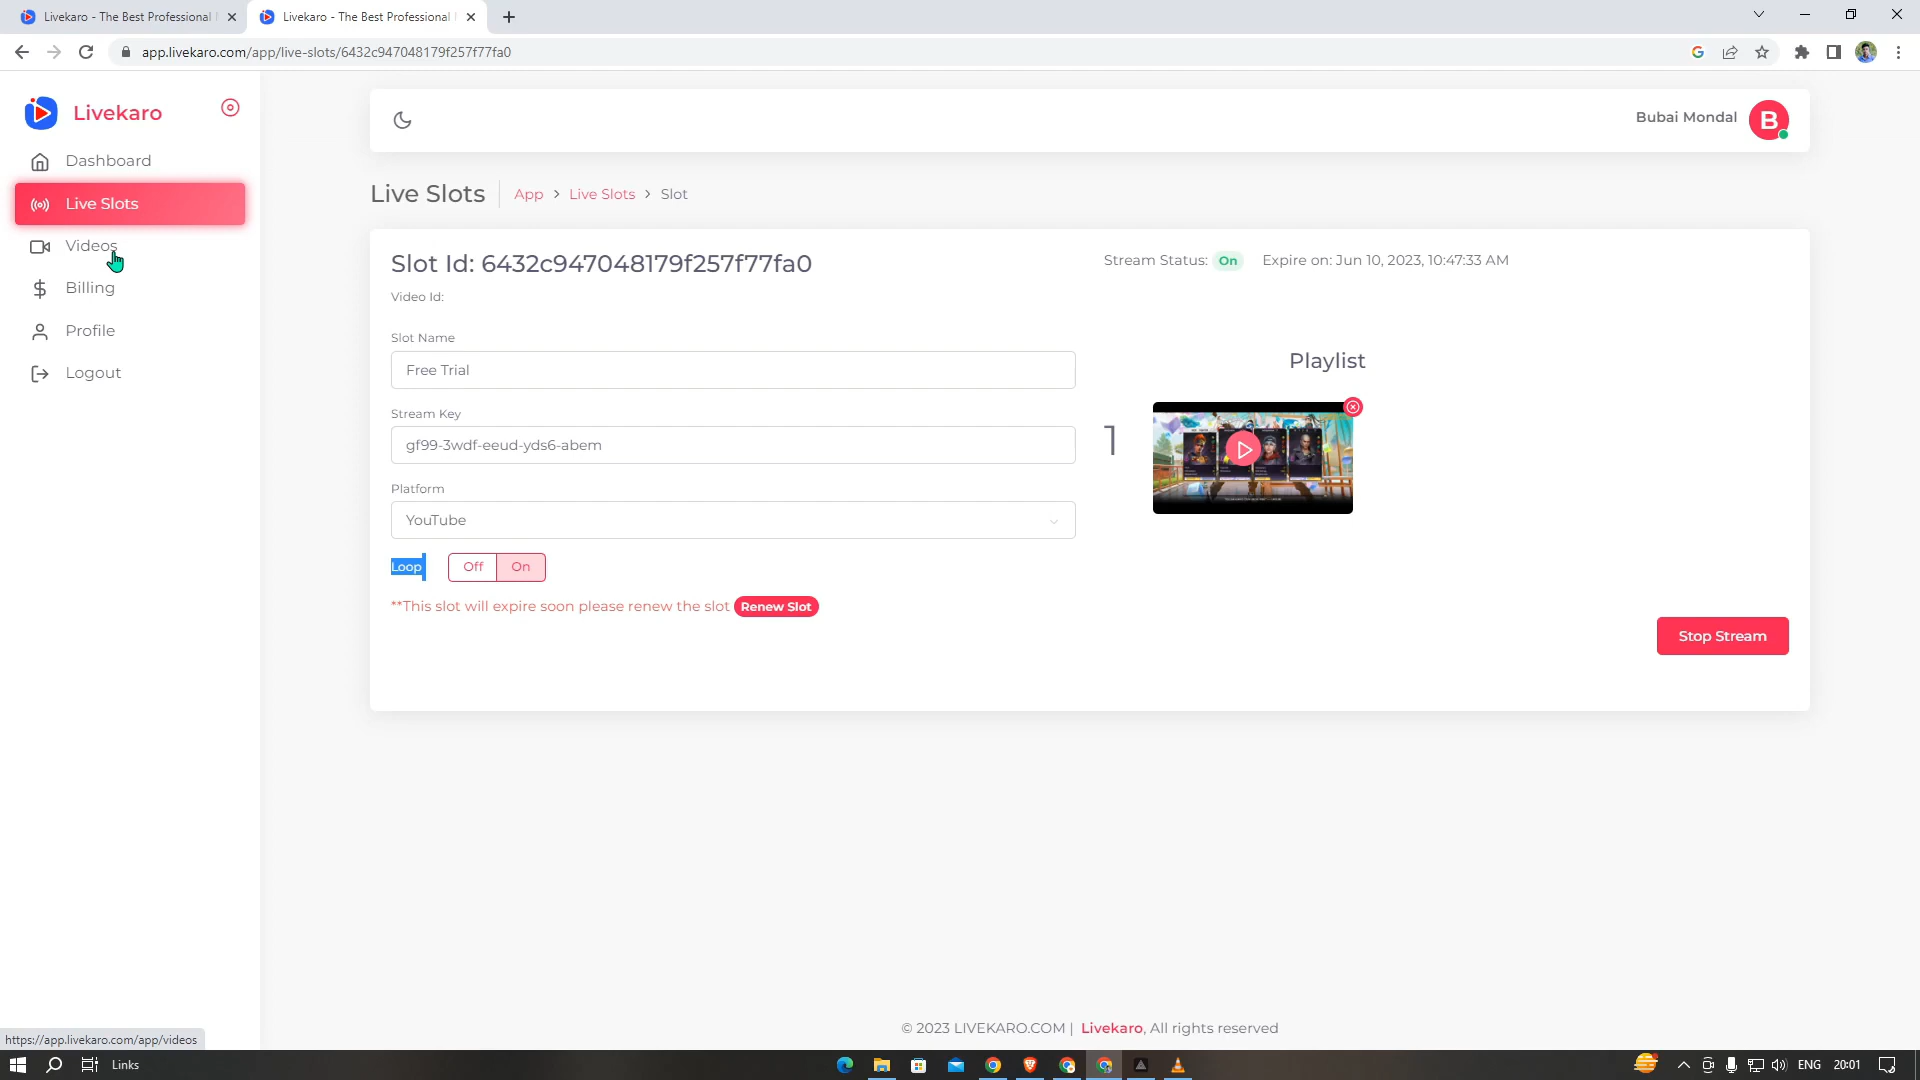 Livekaro - The Best Professional
Livekaro - The Best Professional
app.livekaro.com/app/live-slots/6432c947048179f257f77fa0
Livekaro
Bubai Mondal
B
Dashboard
Live Slots
Videos
Billing
Profile
Logout
Live Slots
App > Live Slots > Slot
Slot Id: 6432c947048179f257f77fa0
Stream Status: On Expire on: Jun 10, 2023, 10:47:33 AM
Video Id:
Slot Name
Free Trial
Playlist
Stream Key
gf99-3wdf-eeud-yds6-abem
1
Platform
YouTube
Loop Off On
**This slot will expire soon please renew the slot Renew Slot
Stop Stream
© 2023 LIVEKARO.COM | Livekaro, All rights reserved
https://app.livekaro.com/app/videos
Links
ENG 20:01